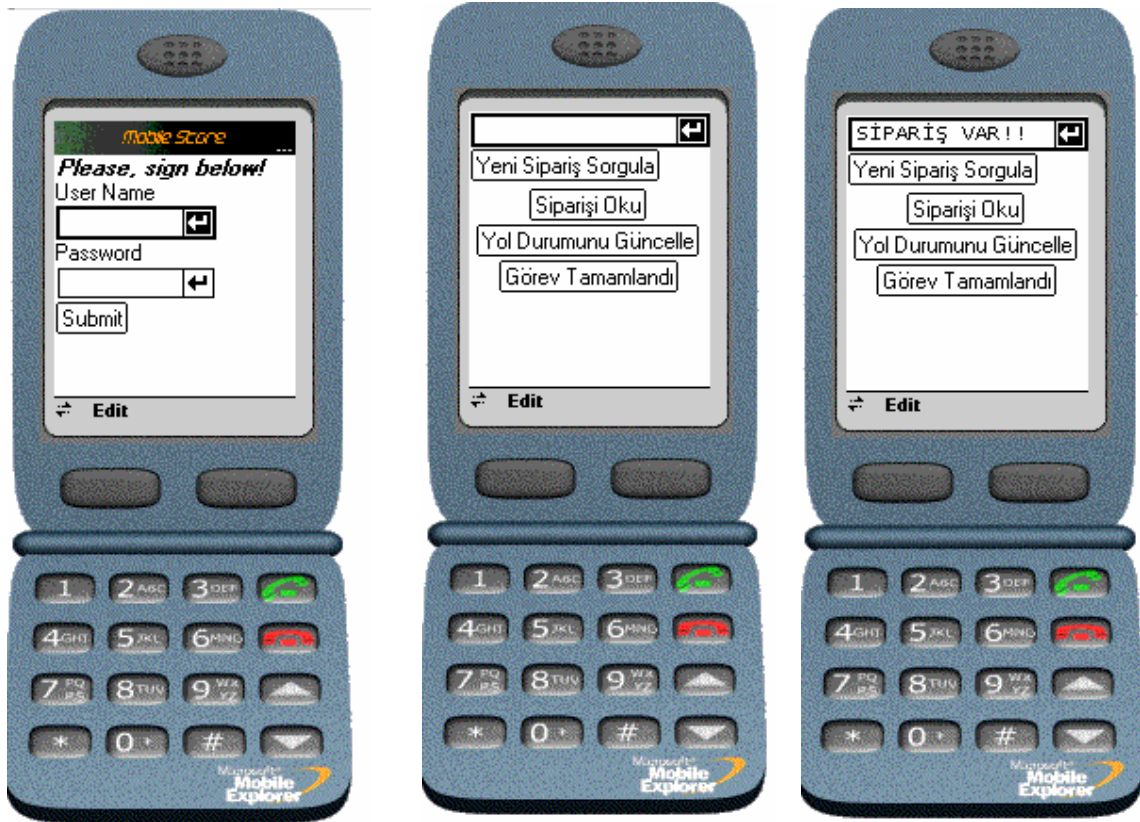 Mobile Store
...
Please, sign below!
User Name
Password
Submit
Edit
1 2ABC 3DEF
4GHI 5JKL 6MNO
7PQRS 8TUV 9WXYZ
* 0+ #
Microsoft®
Mobile
Explorer
Yeni Sipariş Sorgula
Siparişi Oku
Yol Durumunu Güncelle
Görev Tamamlandı
Edit
1 2ABC 3DEF
4GHI 5JKL 6MNO
7PQRS 8TUV 9WXYZ
* 0+ #
Microsoft®
Mobile
Explorer
SİPARİŞ VAR!!
Yeni Sipariş Sorgula
Siparişi Oku
Yol Durumunu Güncelle
Görev Tamamlandı
Edit
1 2ABC 3DEF
4GHI 5JKL 6MNO
7PQRS 8TUV 9WXYZ
* 0+ #
Microsoft®
Mobile
Explorer